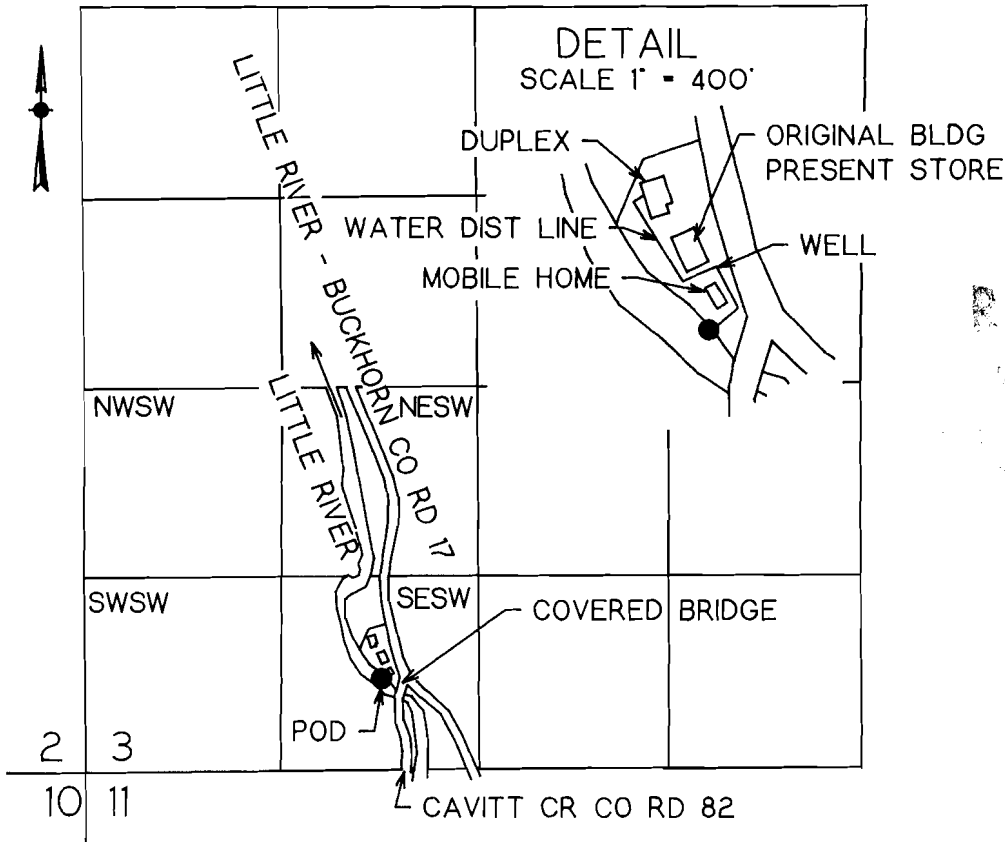 DETAIL
SCALE 1" = 400'
DUPLEX
ORIGINAL BLDG
PRESENT STORE
WATER DIST LINE
WELL
MOBILE HOME
LITTLE RIVER - BUCKHORN CO RD 17
LITTLE RIVER
NWSW
NESW
SWSW
SESW
COVERED BRIDGE
POD
2 3
10 11
CAVITT CR CO RD 82